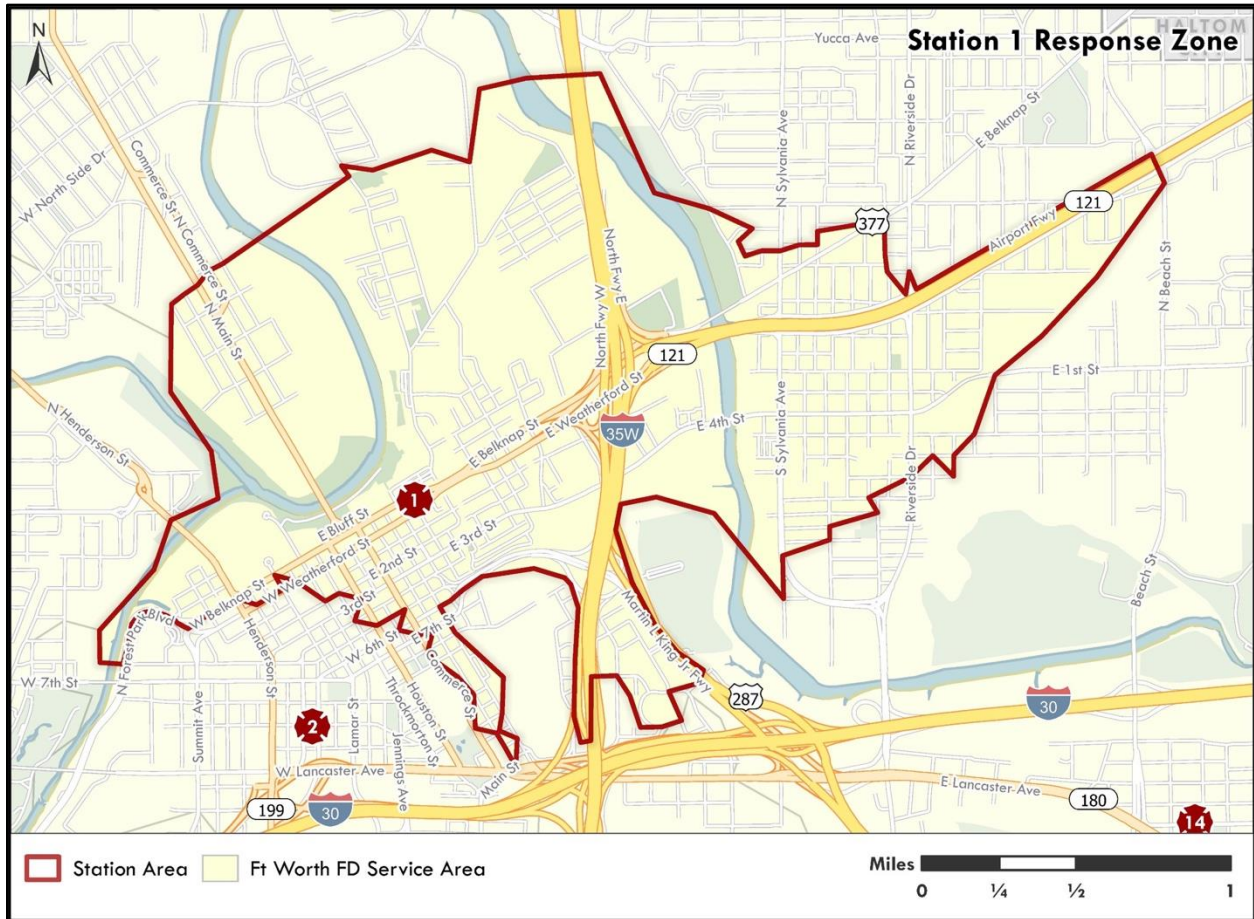 N
HALTOM
CITY
Station 1 Response Zone
Yucca Ave
N Riverside Dr
E Belknap St
N Sylvania Ave
W North Side Dr
Commerce St
N Commerce St
N Main St
377
121
Airport Fwy
North Fwy E
North Fwy W
N Beach St
121
E 1st St
E Weatherford St
E Belknap St
35W
E 4th St
S Sylvania Ave
Riverside Dr
N Henderson St
1
E Bluff St
W Weatherford St
E 2nd St
E 3rd St
3rd St
W Belknap St
W 6th St
E 7th St
N Forest Park Blvd
Henderson St
W 7th St
Summit Ave
2
Lamar St
Jennings Ave
Throckmorton St
Houston St
Commerce St
Main St
Martin L King Jr Fwy
287
30
Beach St
W Lancaster Ave
199
30
E Lancaster Ave
180
14
Station Area
Ft Worth FD Service Area
Miles
0 ¼ ½ 1